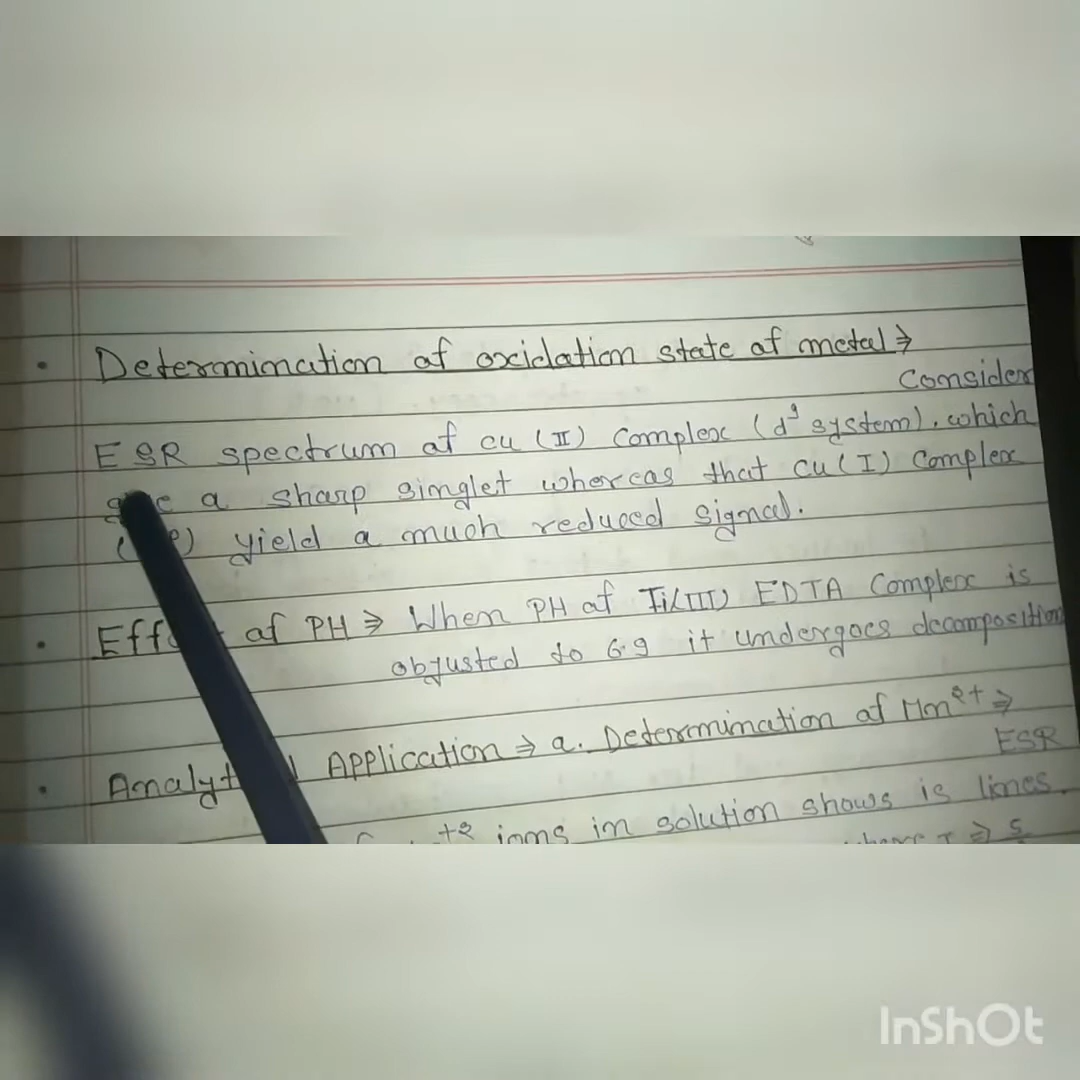 • Determination of oxidation state of metal ⇒
Consider
ESR spectrum of cu (II) Complex (d⁹ system), which
a sharp singlet whereas that cu (I) Complex
yield a much reduced signal.
• of PH ⇒ When PH of Ti(III) EDTA Complex is
objusted to 6.9 it undergoes decomposition
• Application ⇒ a. Determination of Mn²⁺ ⇒
ESR
⁺² ions in solution shows is lines.
⇒ 5
InShOt